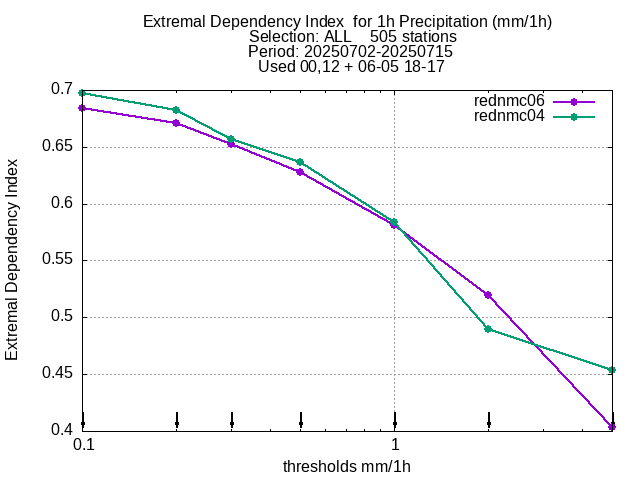 Extremal Dependency Index  for 1h Precipitation (mm/1h)
Selection: ALL    505 stations
Period: 20250702-20250715
Used 00,12 + 06-05 18-17
rednmc06
rednmc04
0.7
0.65
0.6
0.55
0.5
0.45
0.4
Extremal Dependency Index
0.1
1
thresholds mm/1h